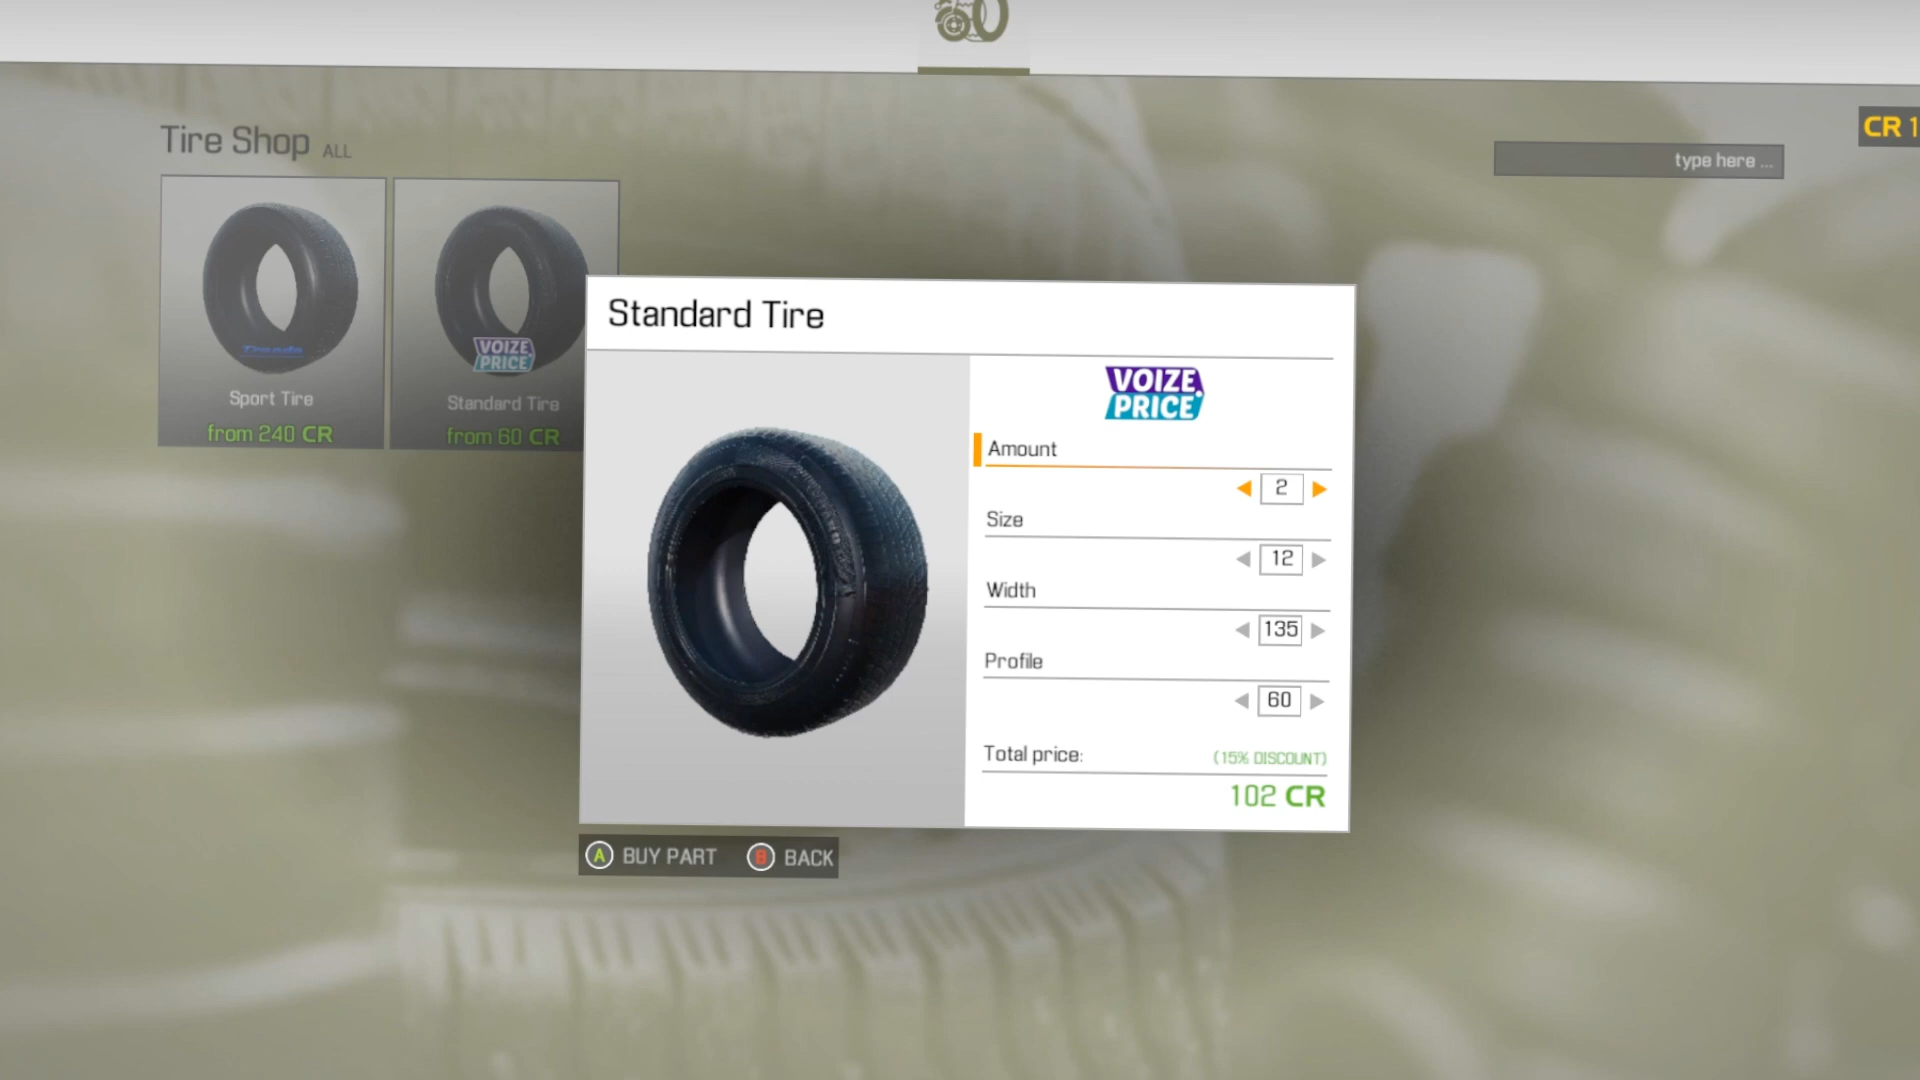 Tire Shop ALL
CR 1
type here ...
VOIZE
PRICE
Sport Tire
from 240 CR
Standard Tire
from 60 CR
Standard Tire
VOIZE
PRICE
Amount
2
Size
12
Width
135
Profile
60
Total price:
(15% DISCOUNT)
102 CR
A BUY PART B BACK